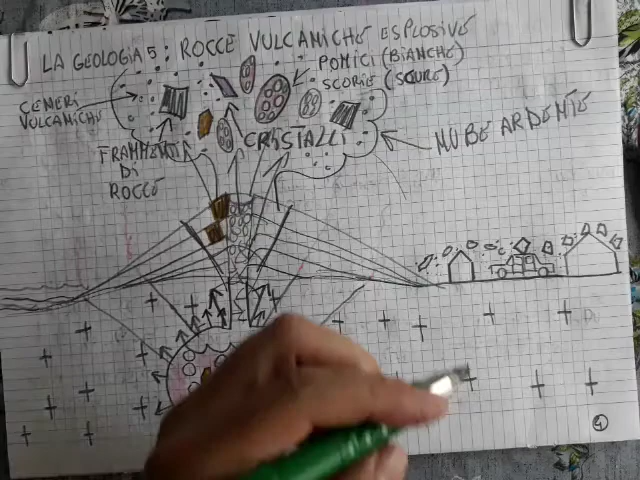 LA GEOLOGIA 5: ROCCE VULCANICHE ESPLOSIVE
POMICI (BIANCHE)
SCORIE (SCURE)
CENERI
VULCANICHE
CRISTALLI
NUBE ARDENTE
FRAMMENTI
DI
ROCCE